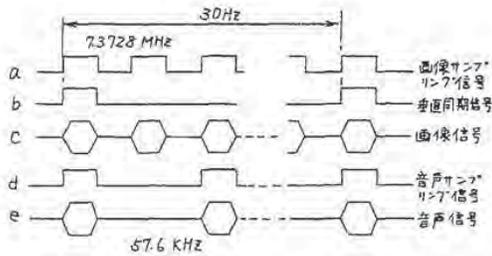 30Hz
7.3728 MHz
a
画像サンプ
リング信号
b
垂直同期信号
c
画像信号
d
音声サンプ
リング信号
e
音声信号
57.6 KHz